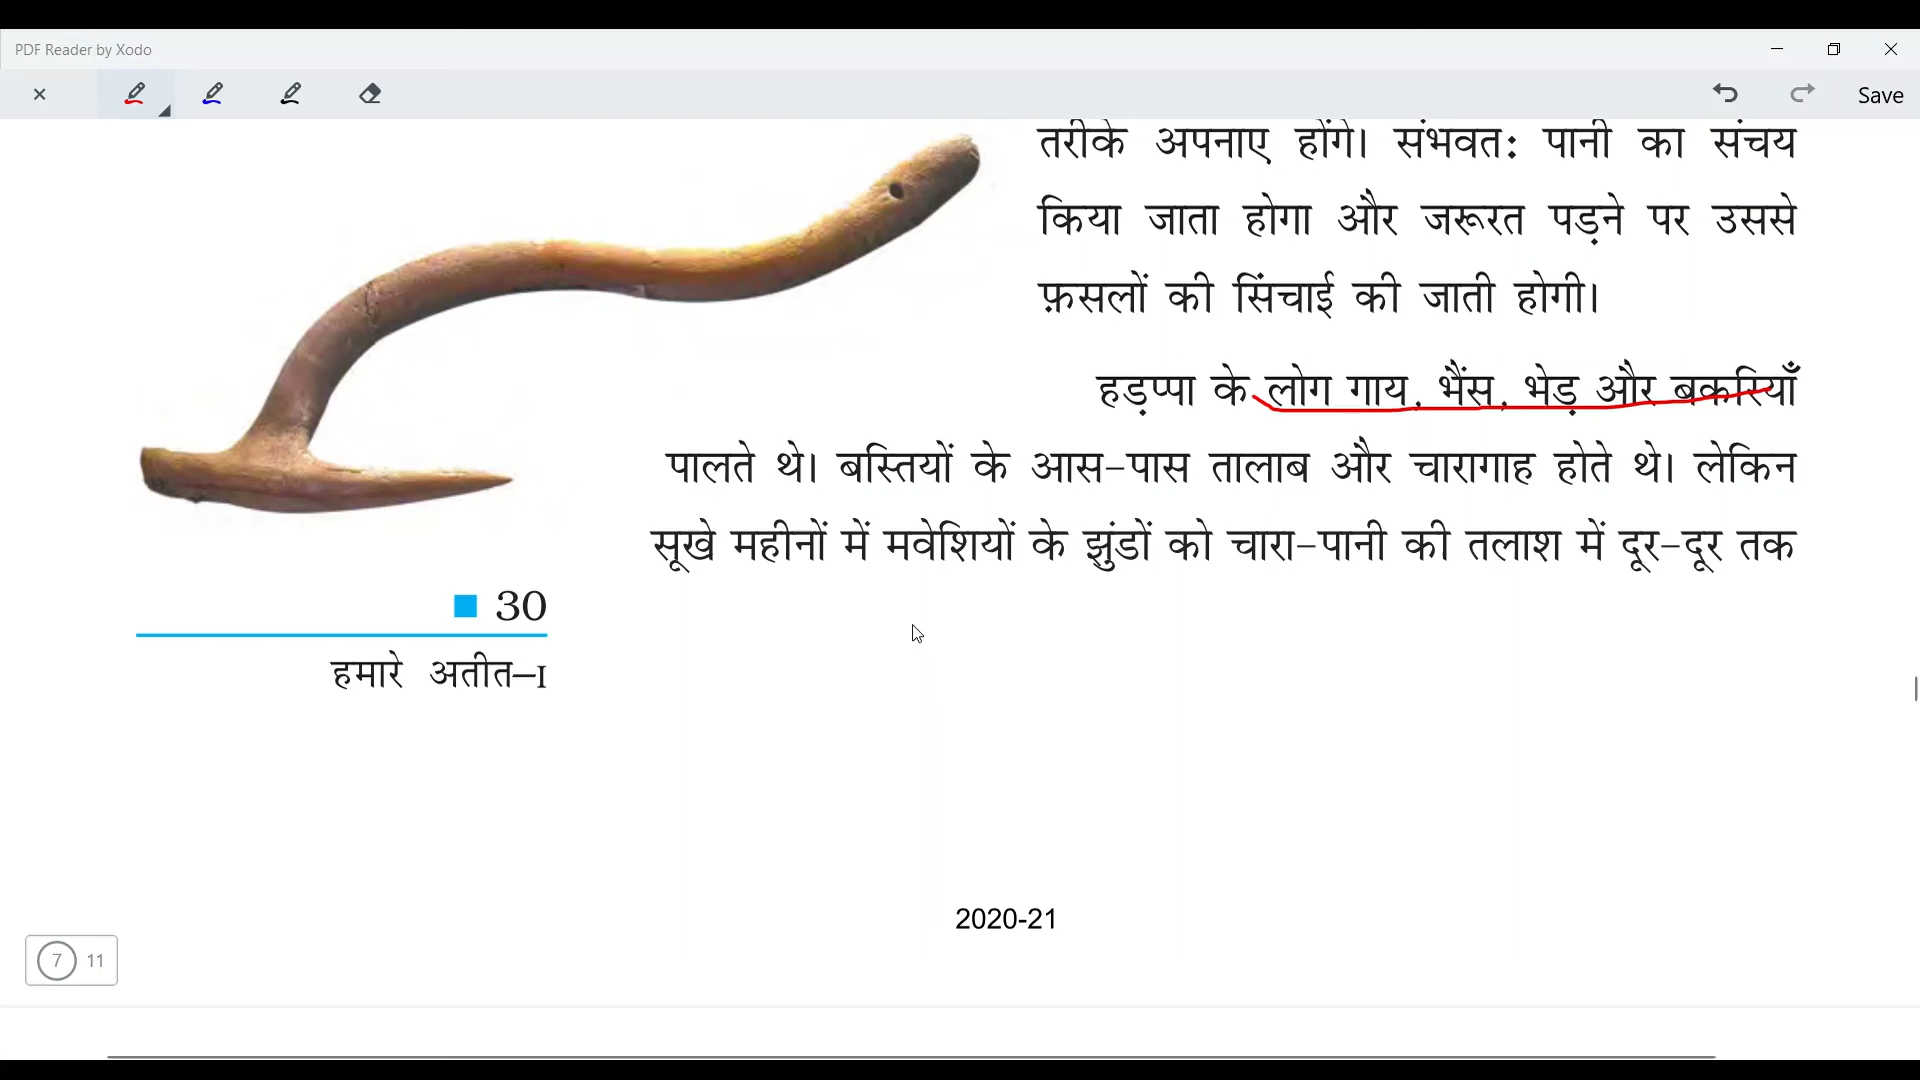 PDF Reader by Xodo
Save
तरीके अपनाए होंगे। संभवत: पानी का संचय
किया जाता होगा और जरूरत पड़ने पर उससे
फ़सलों की सिंचाई की जाती होगी।
हड़प्पा के लोग गाय, भैंस, भेड़ और बकरियाँ
पालते थे। बस्तियों के आस-पास तालाब और चारागाह होते थे। लेकिन
सूखे महीनों में मवेशियों के झुंडों को चारा-पानी की तलाश में दूर-दूर तक
30
हमारे अतीत–I
2020-21
7 11